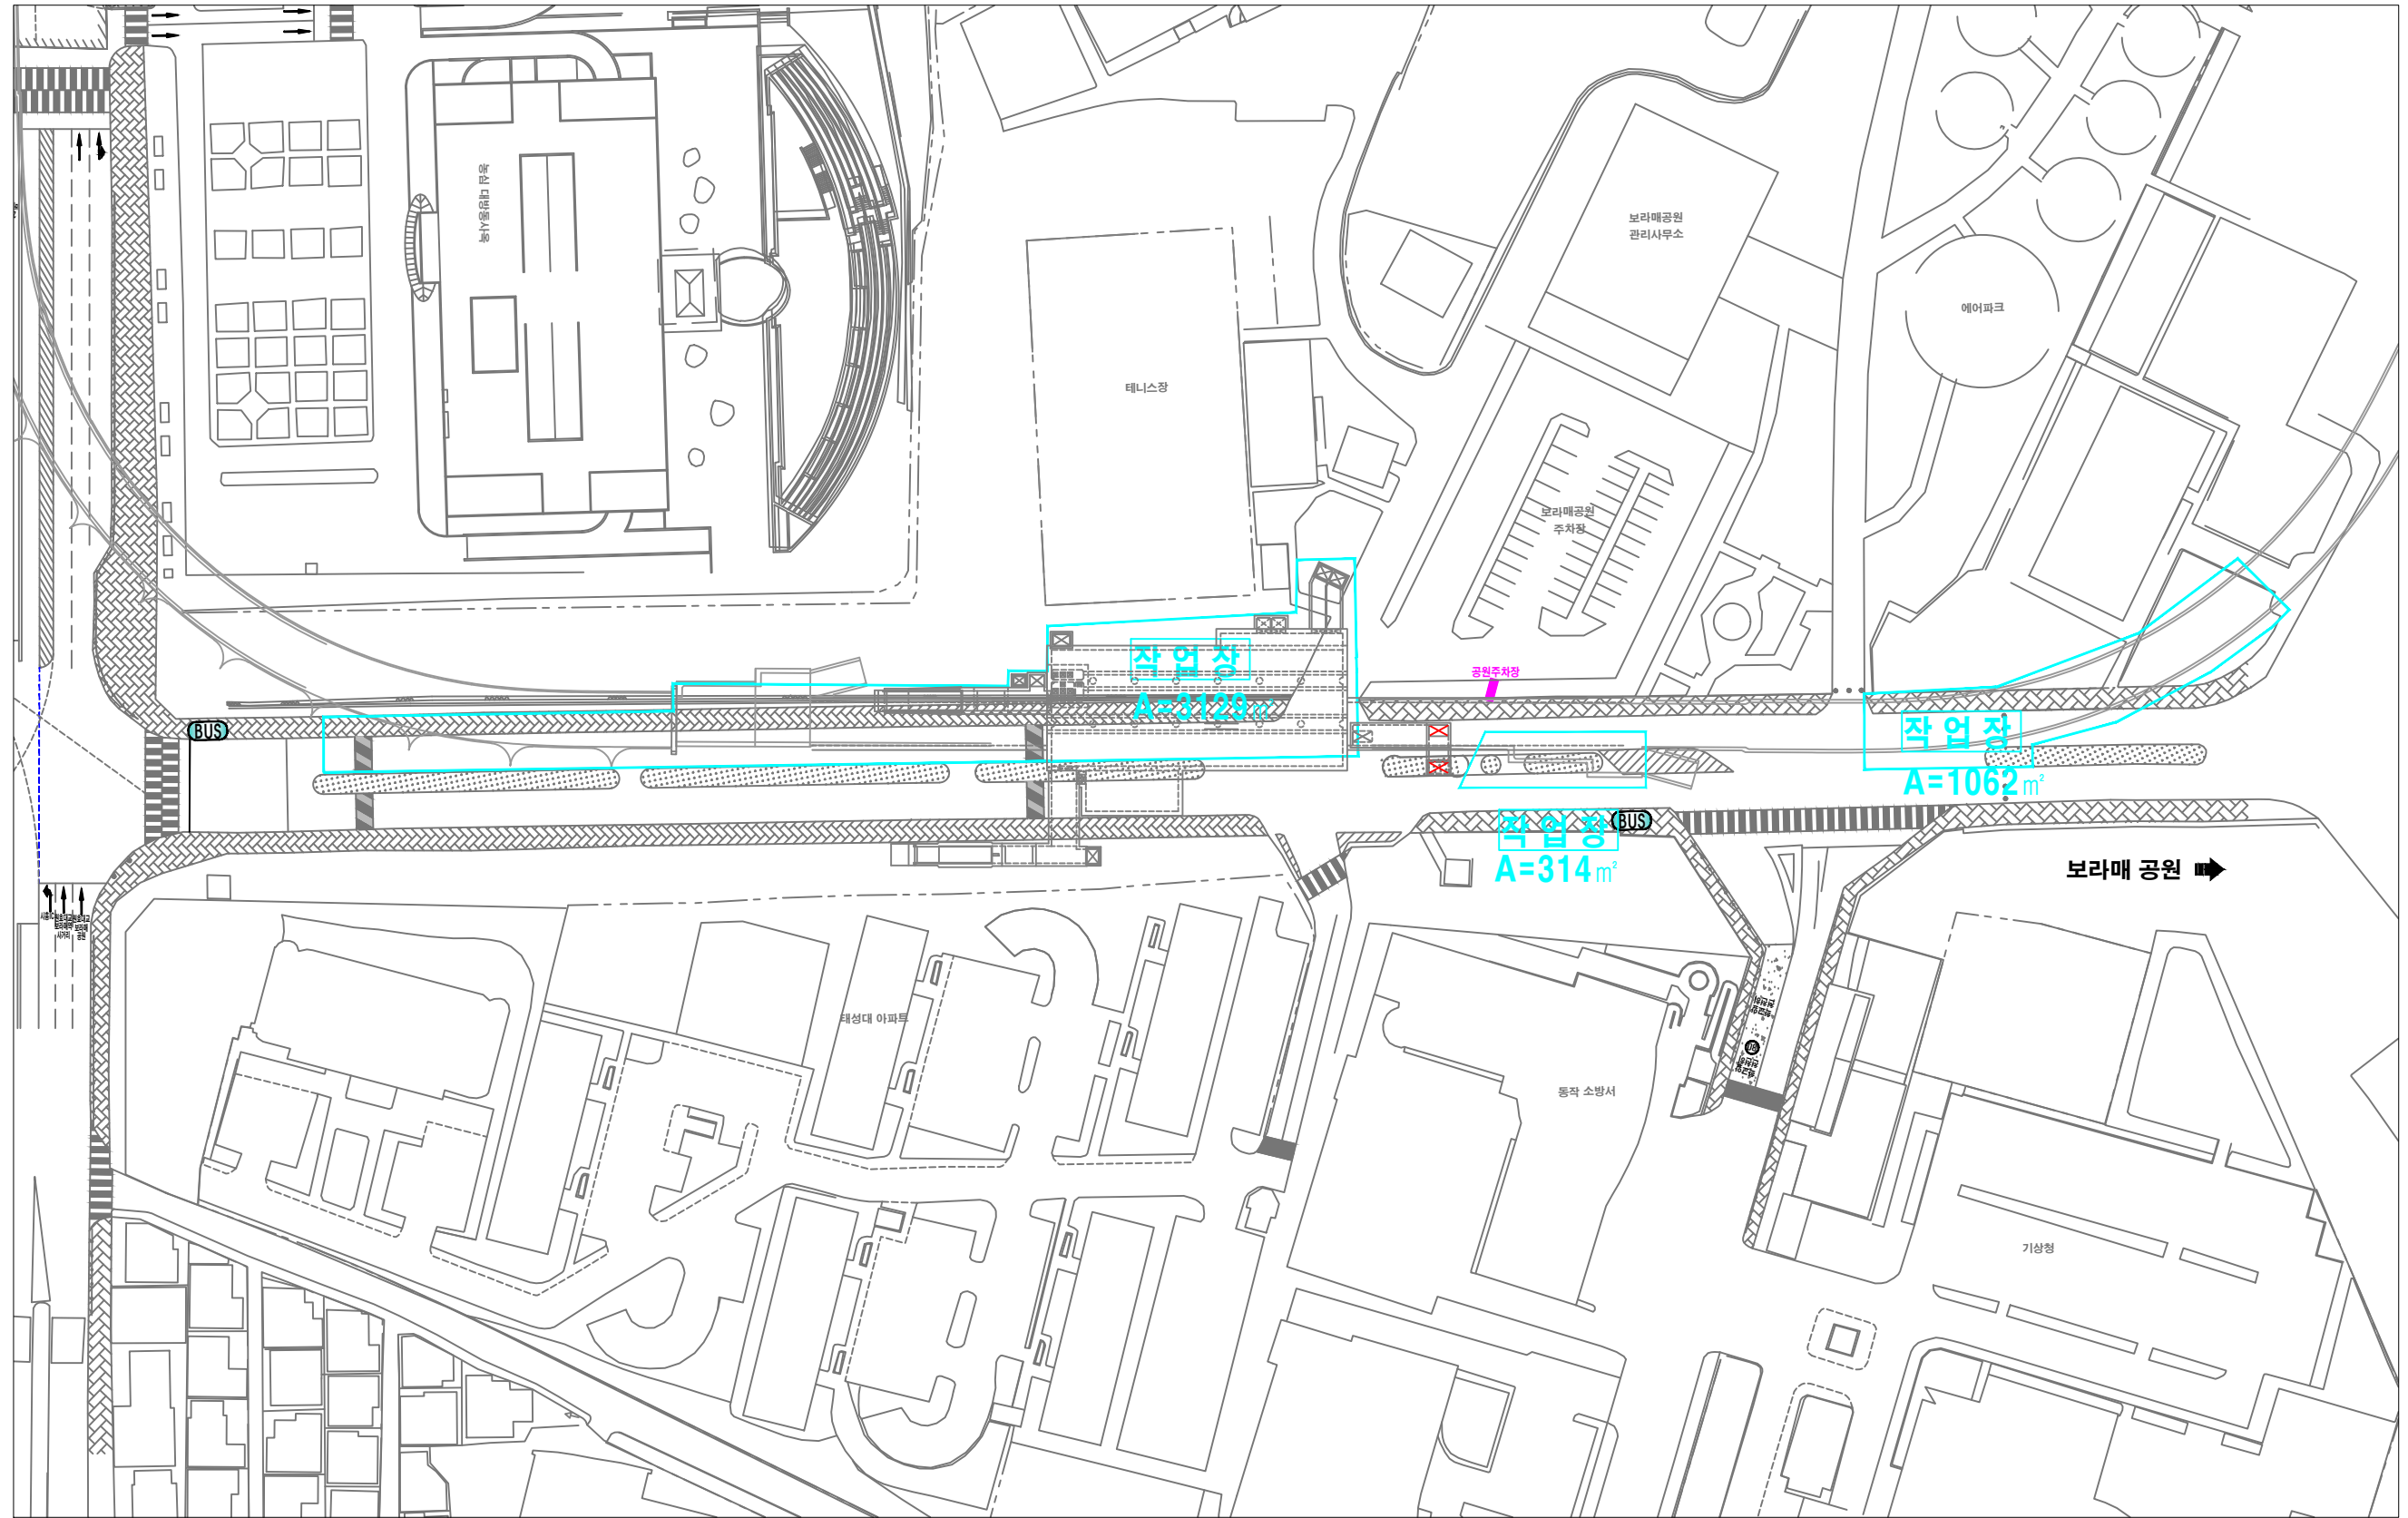 농심 대방동사옥
보라매공원
관리사무소
에어파크
테니스장
보라매공원
주차장
작업장
A=3129㎡
공원주차장
BUS
작업장
A=1062㎡
작업장
BUS
A=314㎡
보라매 공원
태성대 아파트
동작 소방서
기상청